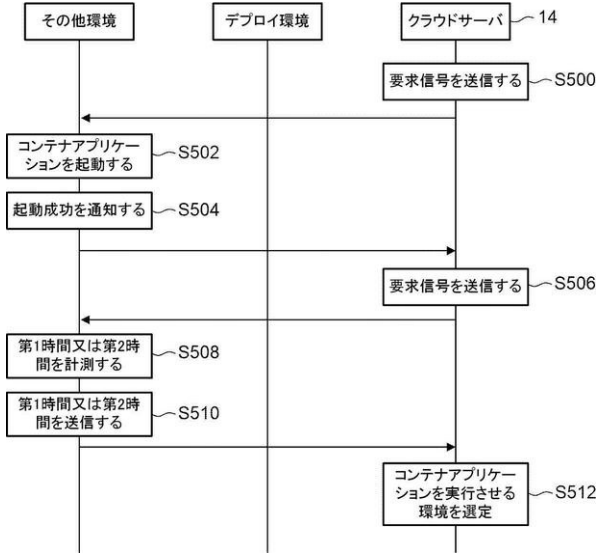 その他環境
デプロイ環境
クラウドサーバ
14
要求信号を送信する
S500
コンテナアプリケー
ションを起動する
S502
起動成功を通知する
S504
要求信号を送信する
S506
第1時間又は第2時
間を計測する
S508
第1時間又は第2時
間を送信する
S510
コンテナアプリケー
ションを実行させる
環境を選定
S512